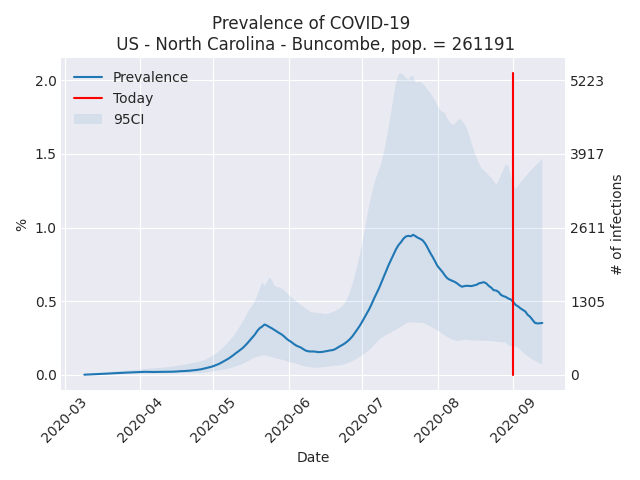 Prevalence of COVID-19
US - North Carolina - Buncombe, pop. = 261191
Prevalence
Today
95CI
2.0
1.5
1.0
0.5
0.0
%
5223
3917
2611
1305
0
# of infections
2020-03
2020-04
2020-05
2020-06
2020-07
2020-08
2020-09
Date